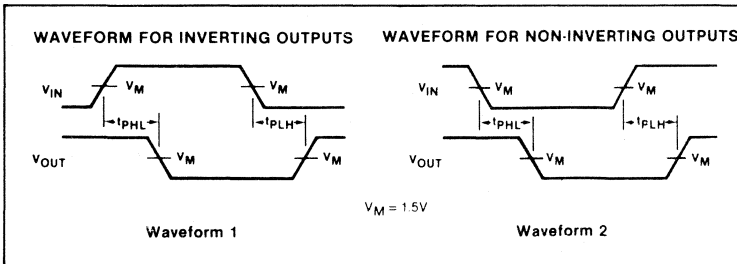 WAVEFORM FOR INVERTING OUTPUTS
VIN
VM
VM
tPHL
tPLH
VOUT
VM
VM
Waveform 1
WAVEFORM FOR NON-INVERTING OUTPUTS
VIN
VM
VM
tPHL
tPLH
VOUT
VM
VM
VM = 1.5V
Waveform 2